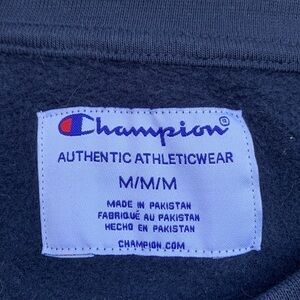 Champion®
AUTHENTIC ATHLETICWEAR
M/M/M
MADE IN PAKISTAN
FABRIQUÉ AU PAKISTAN
HECHO EN PAKISTAN
CHAMPION.COM